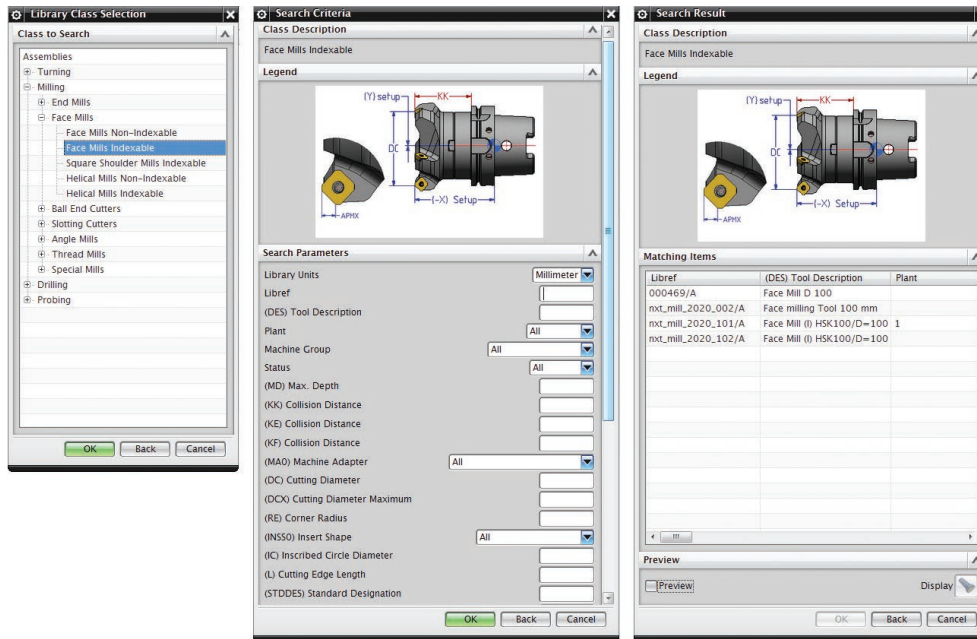 Library Class Selection
Class to Search
Assemblies
Turning
Milling
End Mills
Face Mills
Face Mills Non-Indexable
Face Mills Indexable
Square Shoulder Mills Indexable
Helical Mills Non-Indexable
Helical Mills Indexable
Ball End Cutters
Slotting Cutters
Angle Mills
Thread Mills
Special Mills
Drilling
Probing
OK Back Cancel
Search Criteria
Class Description
Face Mills Indexable
Legend
(Y) setup KK
DC
(-X) Setup
APMX
Search Parameters
Library Units Millimeter
Libref
(DES) Tool Description
Plant All
Machine Group All
Status All
(MD) Max. Depth
(KK) Collision Distance
(KE) Collision Distance
(KF) Collision Distance
(MA0) Machine Adapter All
(DC) Cutting Diameter
(DCX) Cutting Diameter Maximum
(RE) Corner Radius
(INSS0) Insert Shape All
(IC) Inscribed Circle Diameter
(L) Cutting Edge Length
(STDDES) Standard Designation
OK Back Cancel
Search Result
Class Description
Face Mills Indexable
Legend
(Y) setup KK
DC
(-X) Setup
APMX
Matching Items
Libref (DES) Tool Description Plant
000469/A Face Mill D 100
nxt_mill_2020_002/A Face milling Tool 100 mm
nxt_mill_2020_101/A Face Mill (I) HSK100/D=100 1
nxt_mill_2020_102/A Face Mill (I) HSK100/D=100
Preview
Preview Display
OK Back Cancel